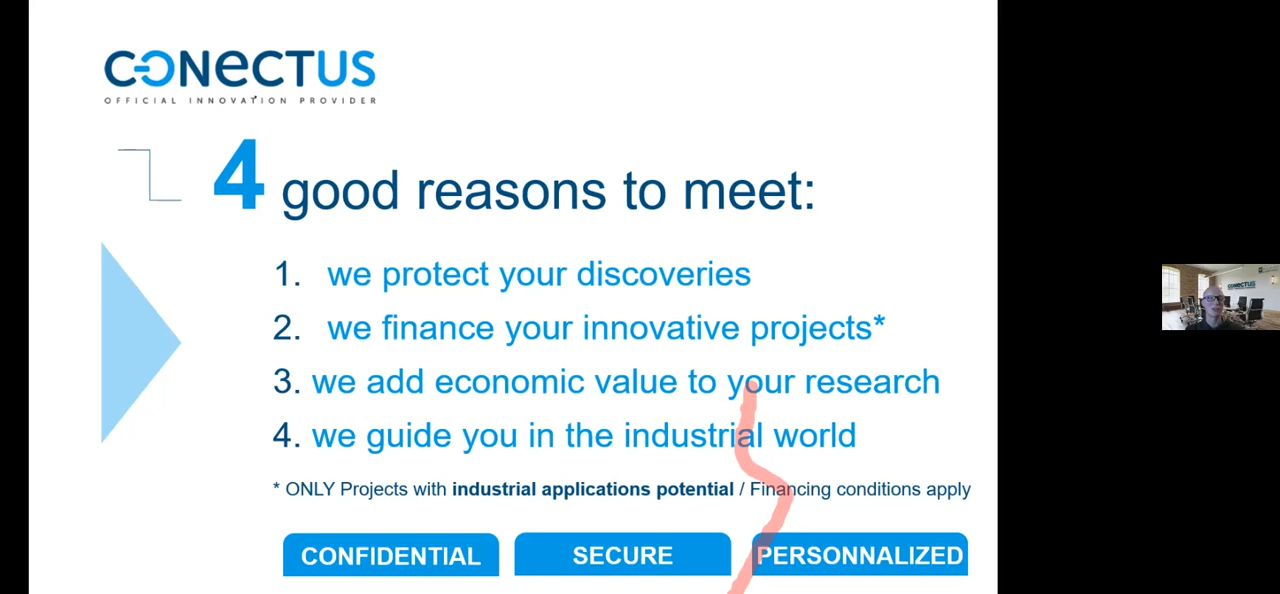 CONECTUS
OFFICIAL INNOVATION PROVIDER
4 good reasons to meet:
1. we protect your discoveries
2. we finance your innovative projects*
3. we add economic value to your research
4. we guide you in the industrial world
* ONLY Projects with industrial applications potential / Financing conditions apply
CONFIDENTIAL
SECURE
PERSONNALIZED
CONECTUS